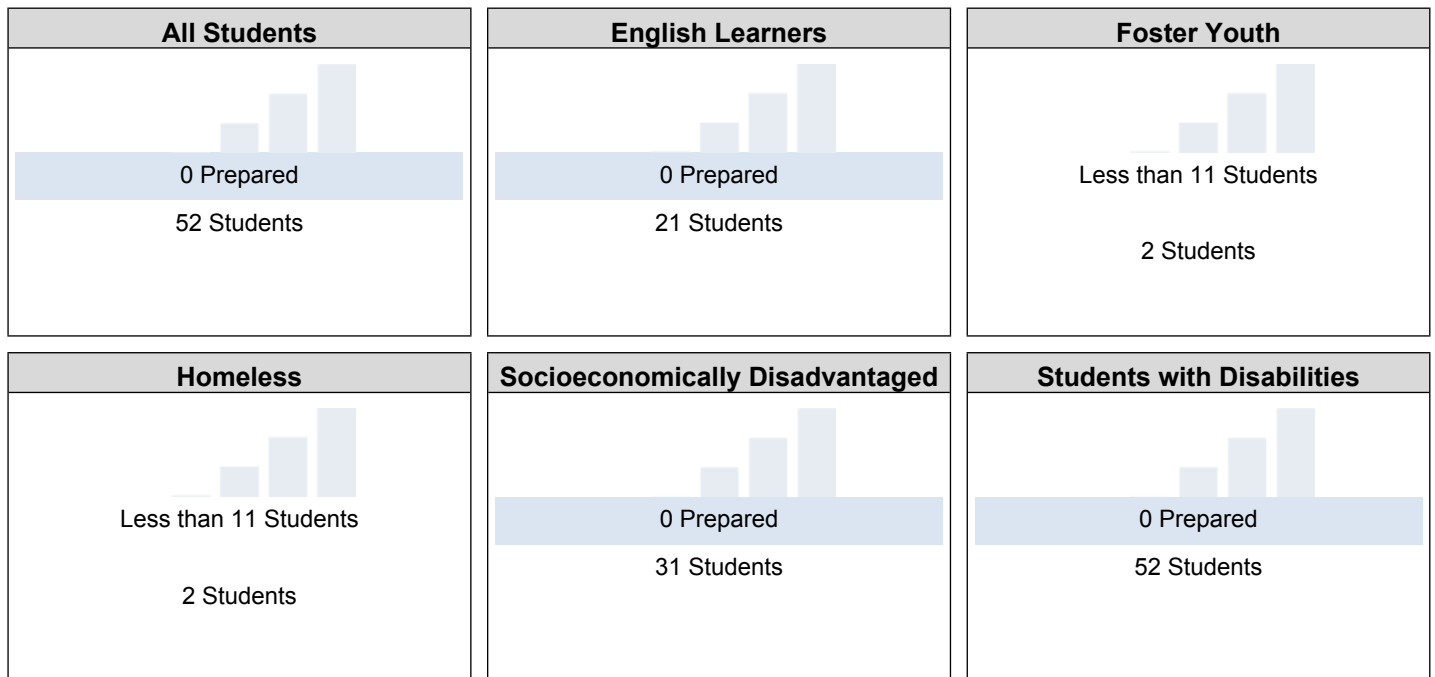 All Students
0 Prepared
52 Students
English Learners
0 Prepared
21 Students
Foster Youth
Less than 11 Students
2 Students
Homeless
Less than 11 Students
2 Students
Socioeconomically Disadvantaged
0 Prepared
31 Students
Students with Disabilities
0 Prepared
52 Students